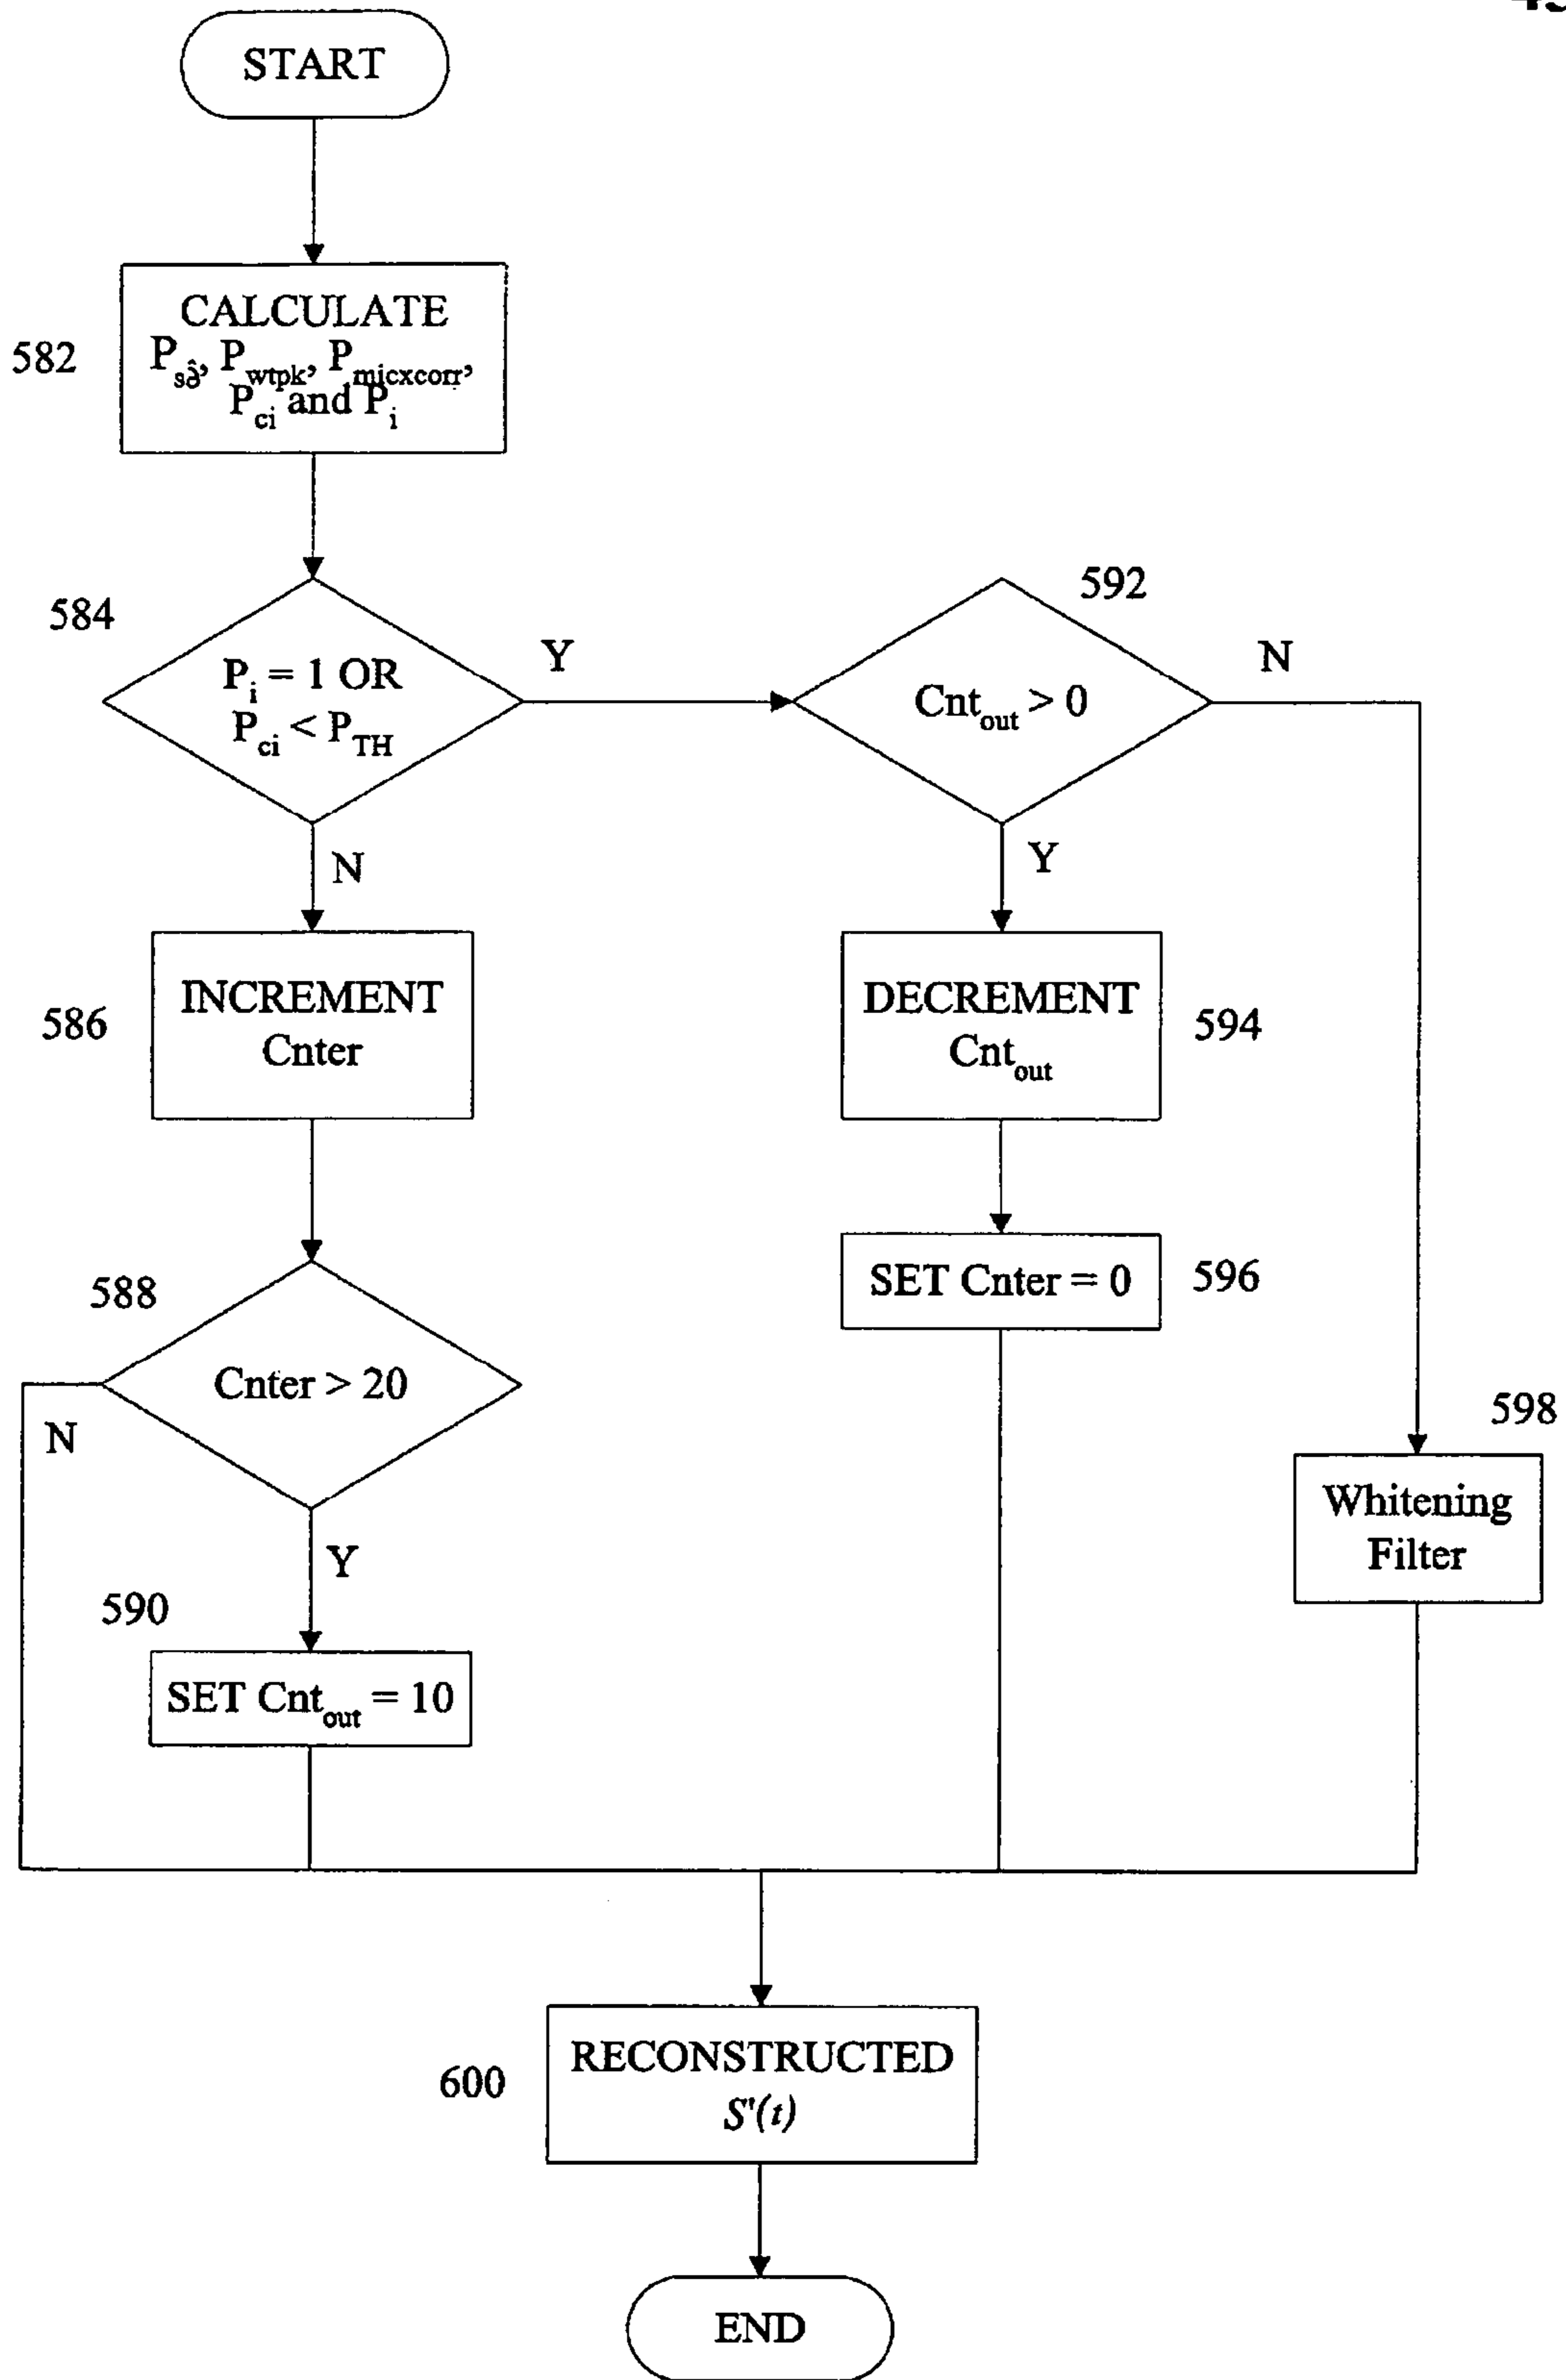 START
582
CALCULATE
P_s∂̂, P_wtpk, P_micxcorr,
P_ci and P_i
584
P_i = 1 OR
P_ci < P_TH
Y
592
Cnt_out > 0
N
N
Y
586
INCREMENT
Cnter
DECREMENT
Cnt_out
594
588
Cnter > 20
N
SET Cnter = 0
596
598
Whitening
Filter
Y
590
SET Cnt_out = 10
600
RECONSTRUCTED
S'(t)
END